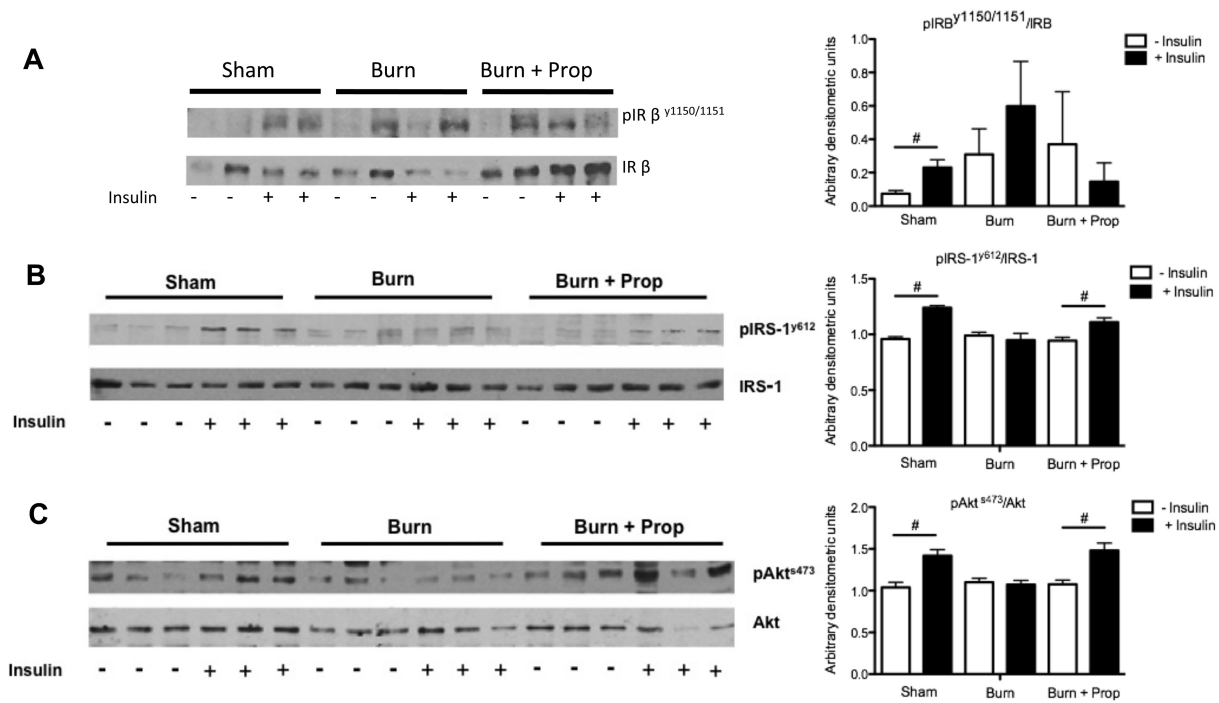 A
Sham Burn Burn + Prop
pIR β y1150/1151
IR β
Insulin - - + + - - + + - - + +
pIRBy1150/1151/IRB
Arbitrary densitometric units
1.0
0.8
0.6
0.4
0.2
0.0
#
Sham Burn Burn + Prop
- Insulin
+ Insulin
B
Sham Burn Burn + Prop
pIRS-1y612
IRS-1
Insulin - - - + + + - - - + + + - - - + + +
pIRS-1y612/IRS-1
Arbitrary densitometric units
1.5
1.0
0.5
0.0
# #
Sham Burn Burn + Prop
- Insulin
+ Insulin
C
Sham Burn Burn + Prop
pAkts473
Akt
Insulin - - - + + + - - - + + + - - - + + +
pAkt s473/Akt
Arbitrary densitometric units
2.0
1.5
1.0
0.5
0.0
# #
Sham Burn Burn + Prop
- Insulin
+ Insulin